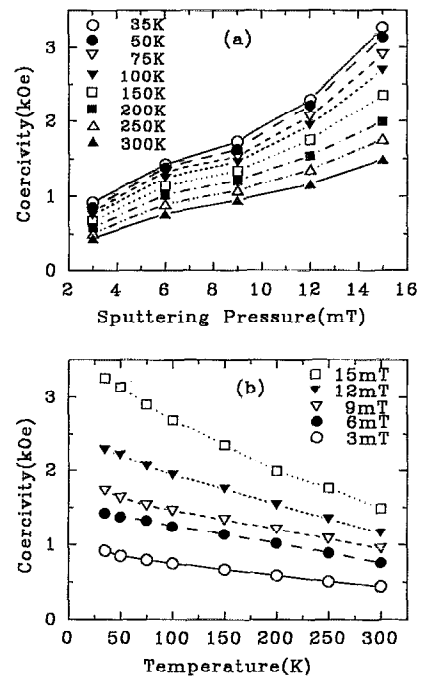 35K
50K
75K
100K
150K
200K
250K
300K
(a)
3
2
1
0
Coercivity(kOe)
2 4 6 8 10 12 14 16
Sputtering Pressure(mT)
(b)
15mT
12mT
9mT
6mT
3mT
3
2
1
0
Coercivity(kOe)
0 50 100 150 200 250 300
Temperature(K)